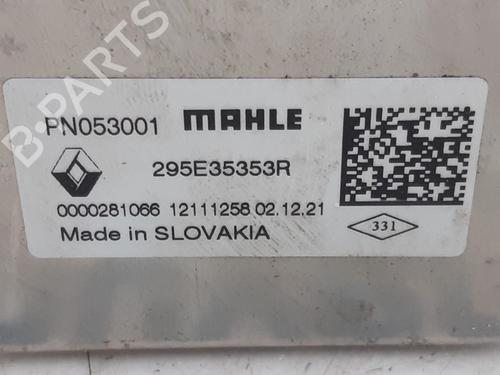 B-PARTS
PN053001 MAHLE
295E35353R
0000281066 12111258 02.12.21
Made in SLOVAKIA
331